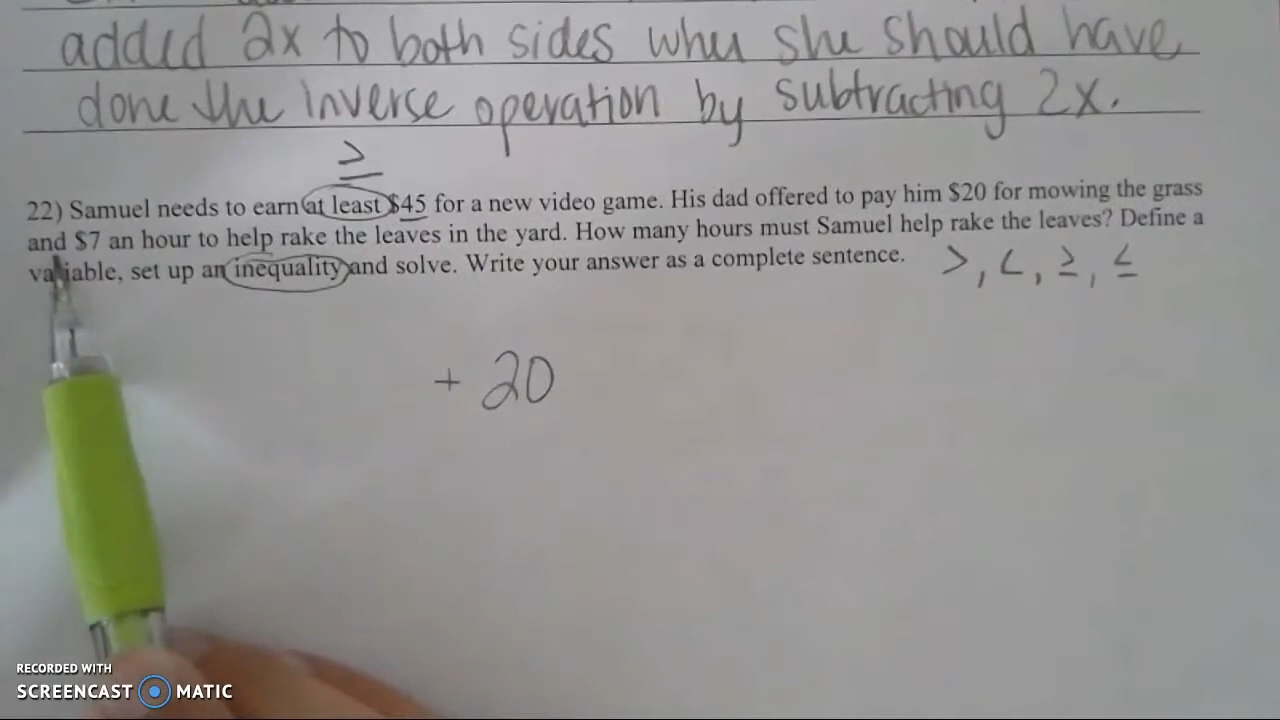 added 2x to both sides when she should have
done the inverse operation by subtracting 2x.
≥
22) Samuel needs to earn at least $45 for a new video game. His dad offered to pay him $20 for mowing the grass
and $7 an hour to help rake the leaves in the yard. How many hours must Samuel help rake the leaves? Define a
variable, set up an inequality and solve. Write your answer as a complete sentence. >, <, ≥, ≤
+ 20
RECORDED WITH
SCREENCAST MATIC